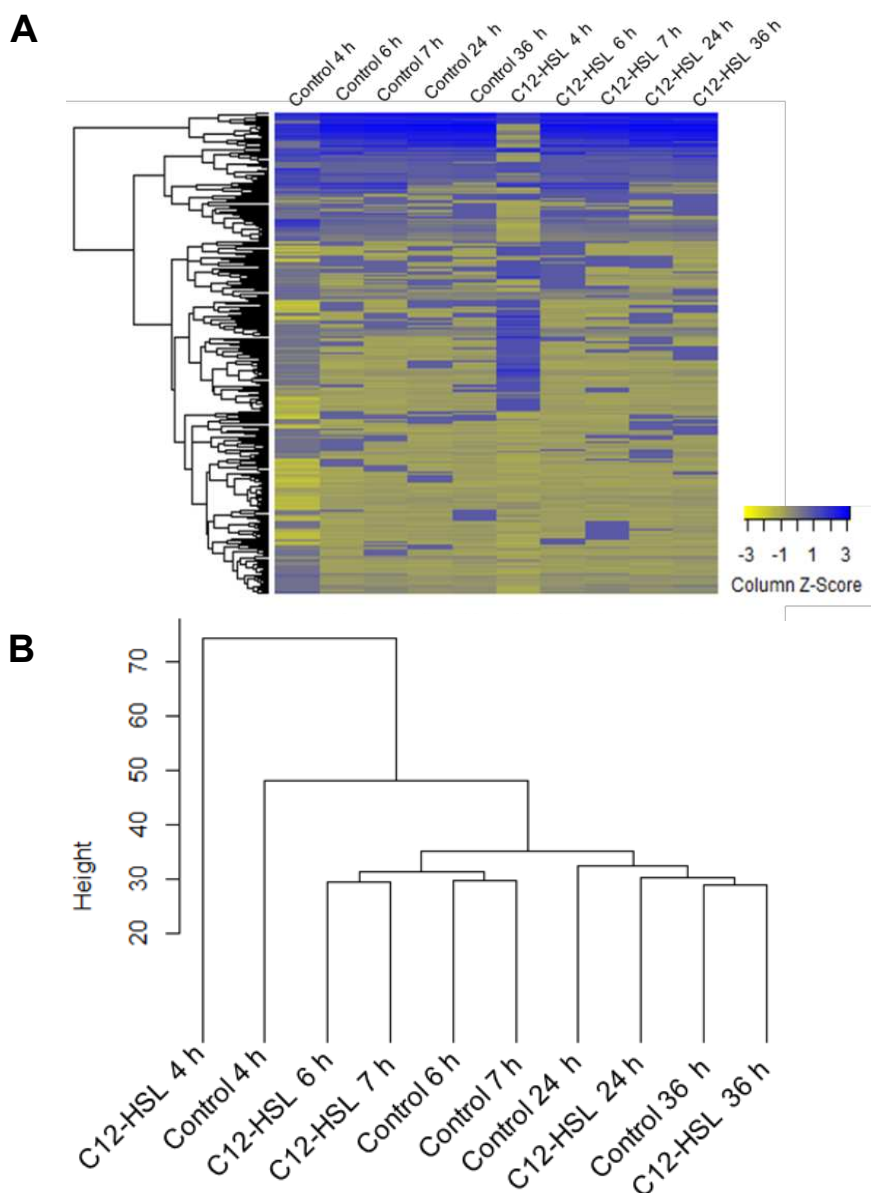 A
Control 4 h
Control 6 h
Control 7 h
Control 24 h
Control 36 h
C12-HSL 4 h
C12-HSL 6 h
C12-HSL 7 h
C12-HSL 24 h
C12-HSL 36 h
-3 -1 1 3
Column Z-Score
B
Height
70
60
50
40
30
20
C12-HSL 4 h
Control 4 h
C12-HSL 6 h
C12-HSL 7 h
Control 6 h
Control 7 h
Control 24 h
C12-HSL 24 h
Control 36 h
C12-HSL 36 h